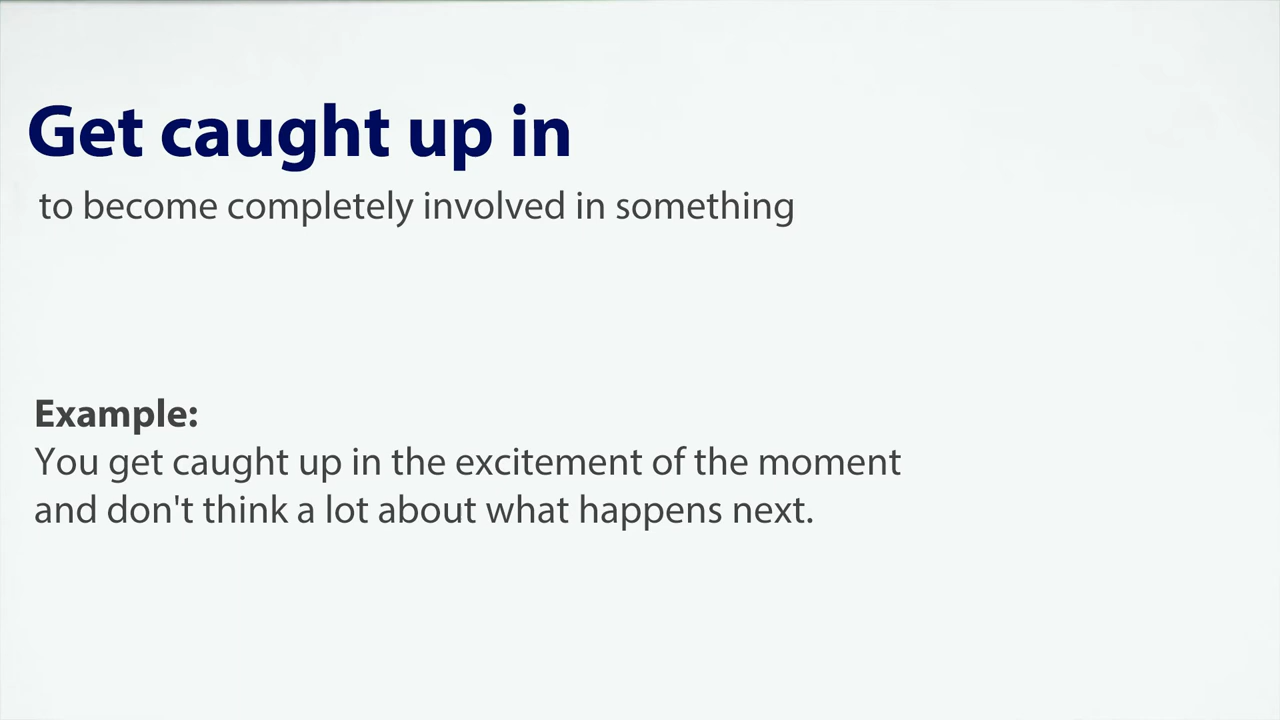 Get caught up in
to become completely involved in something
Example:
You get caught up in the excitement of the moment
and don't think a lot about what happens next.